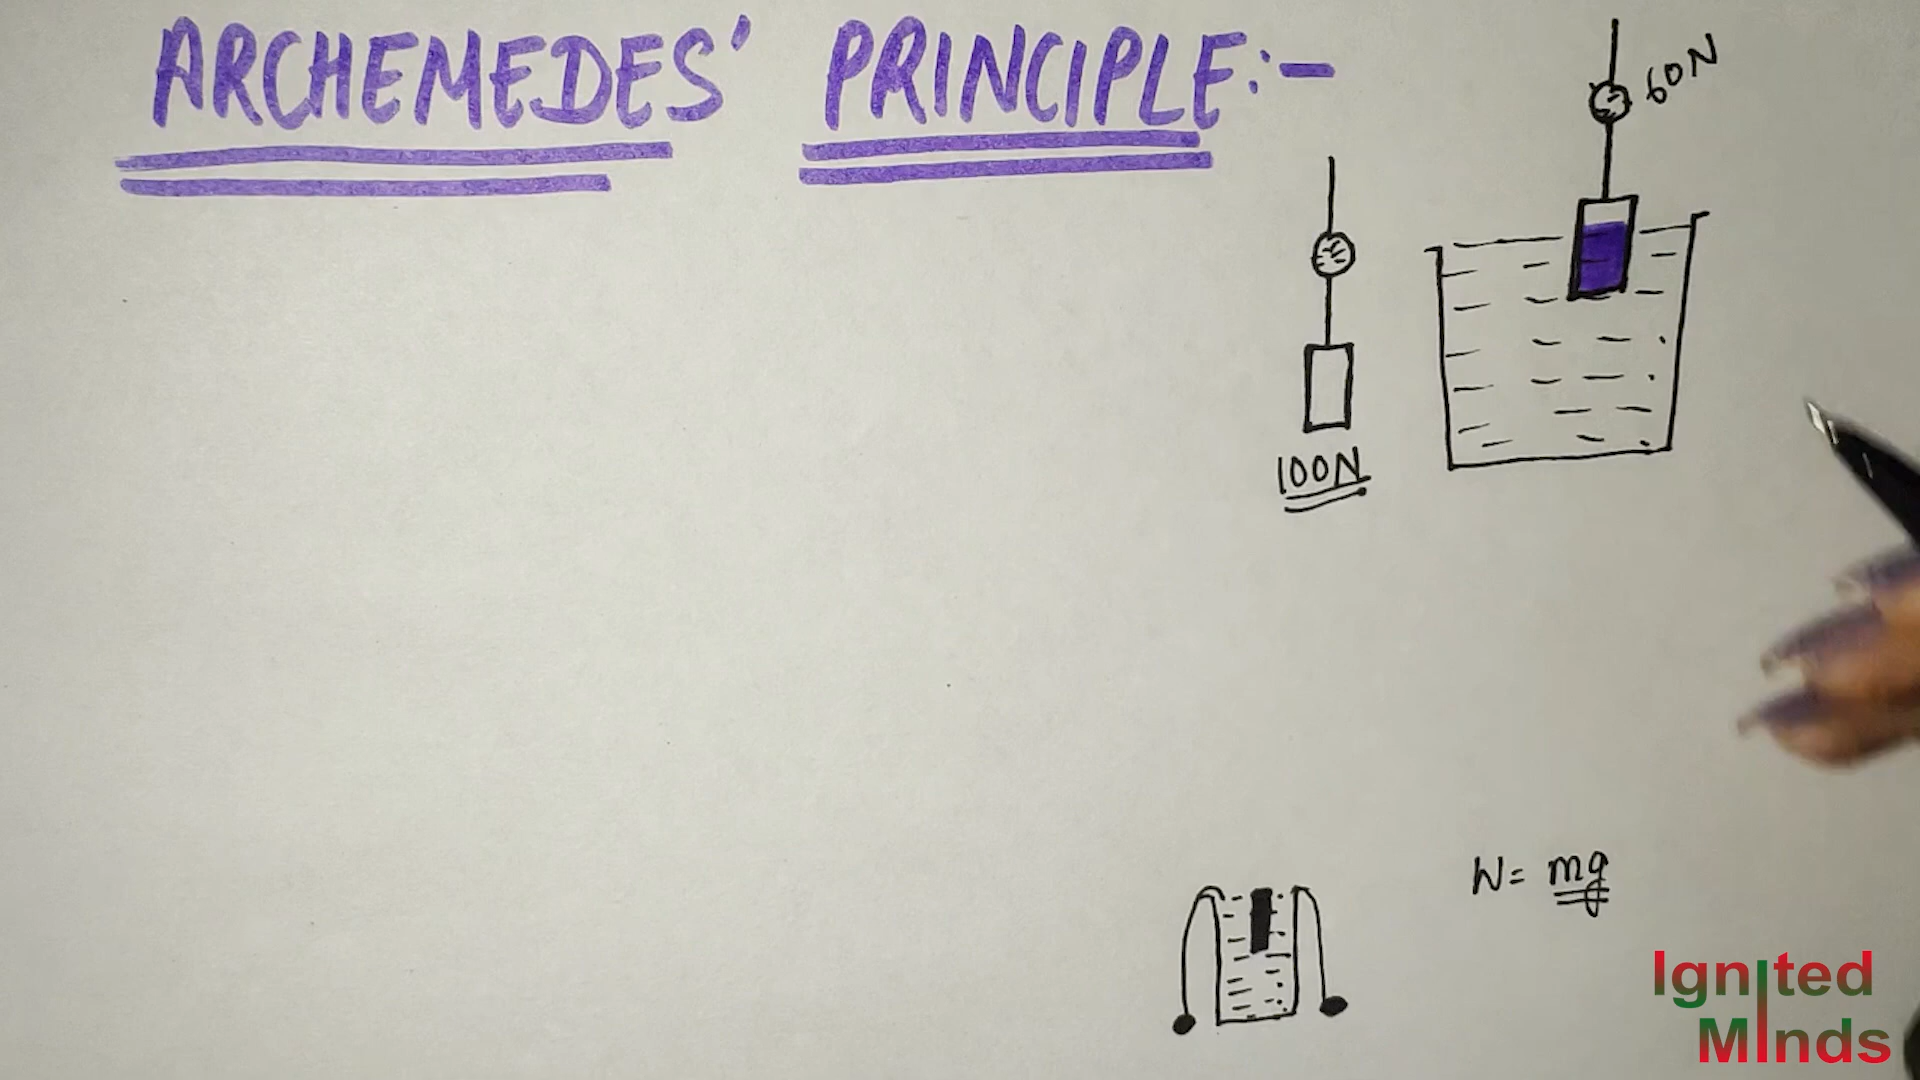 ARCHEMEDES' PRINCIPLE:-
60N
100N
W = mg
Ignited
Minds